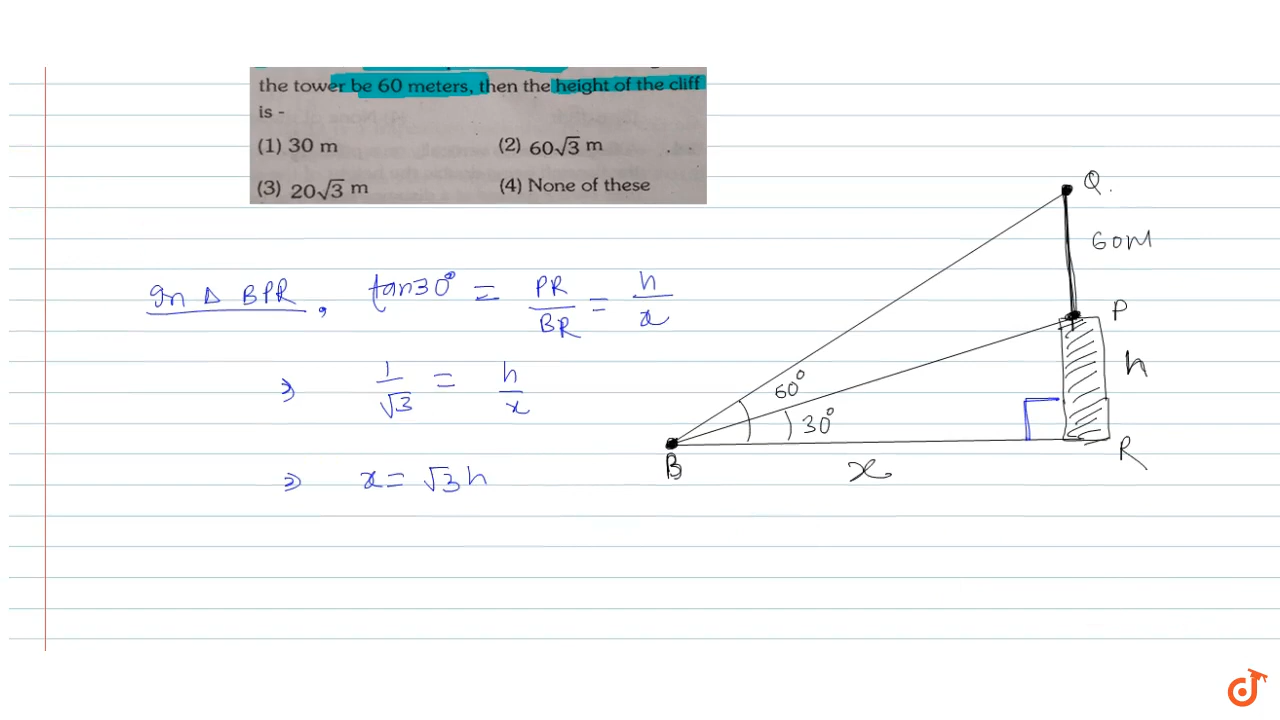 the tower be 60 meters, then the height of the cliff
is -
(1) 30 m (2) 60√3 m
(3) 20√3 m (4) None of these
Q.
60M
In Δ BPR, tan30° = PR/BR = h/x
P
h
⇒ 1/√3 = h/x
60°
30°
R
B
x
⇒ x = √3 h